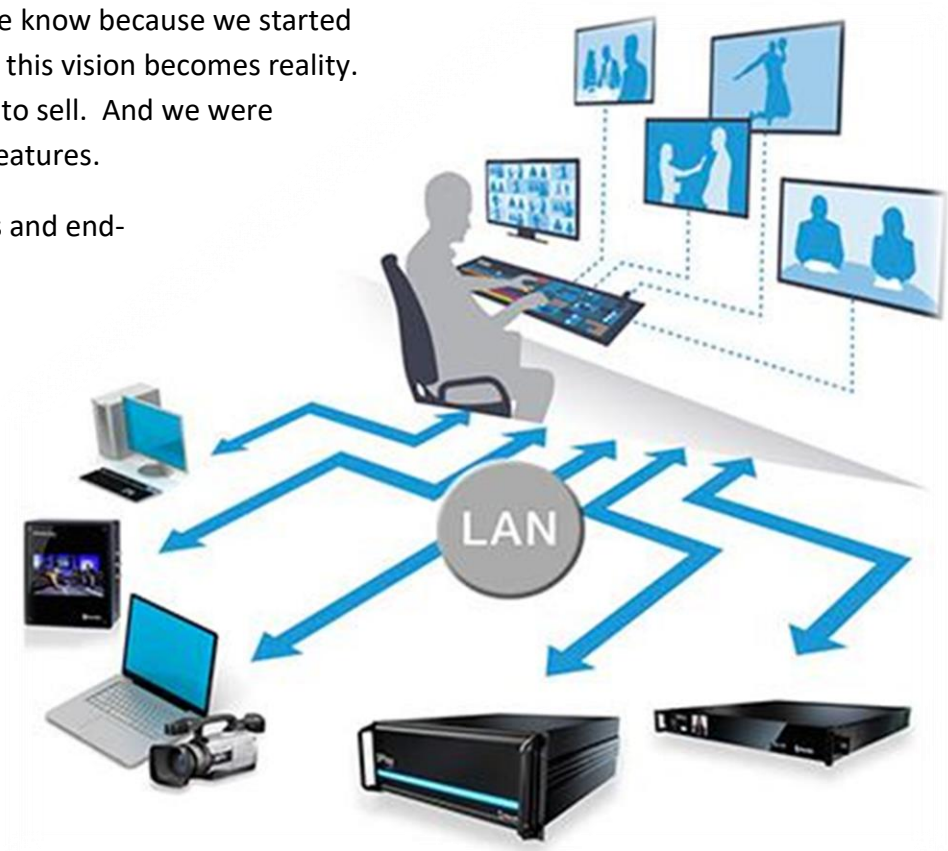 e know because we started
this vision becomes reality.
to sell.  And we were
eatures.
s and end-
LAN